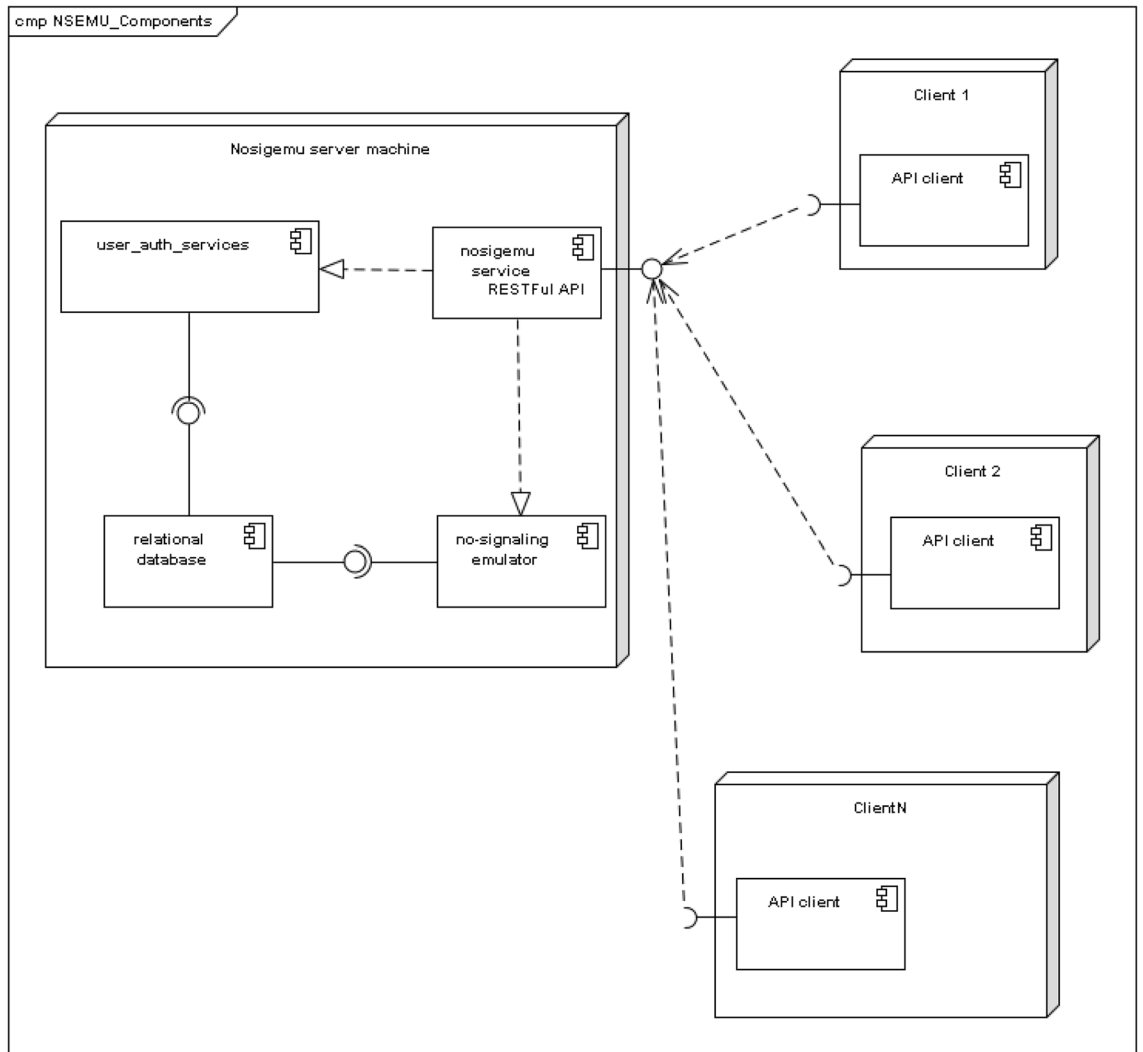 cmp NSEMU_Components
Nosigemu server machine
user_auth_services
nosigemu
service
RESTFul API
relational
database
no-signaling
emulator
Client 1
API client
Client 2
API client
ClientN
API client